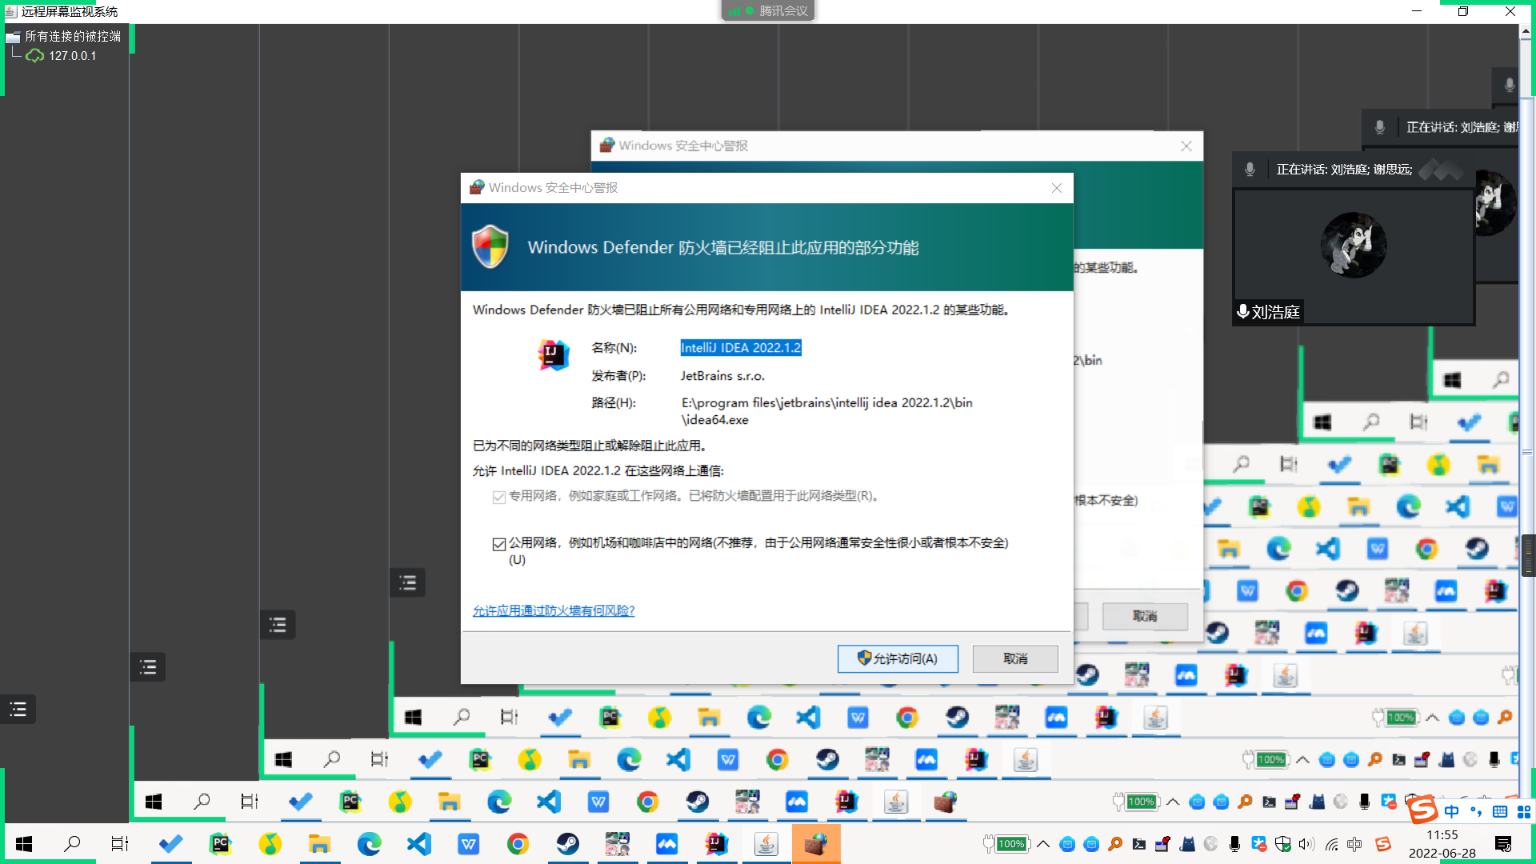 远程屏幕监视系统
腾讯会议
所有连接的被控端
127.0.0.1
Windows 安全中心警报
正在讲话: 刘浩庭; 谢
正在讲话: 刘浩庭; 谢思远;
刘浩庭
的某些功能。
2\bin
根本不安全)
取消
Windows 安全中心警报
Windows Defender 防火墙已经阻止此应用的部分功能
Windows Defender 防火墙已阻止所有公用网络和专用网络上的 IntelliJ IDEA 2022.1.2 的某些功能。
名称(N): IntelliJ IDEA 2022.1.2
发布者(P): JetBrains s.r.o.
路径(H): E:\program files\jetbrains\intellij idea 2022.1.2\bin
\idea64.exe
已为不同的网络类型阻止或解除阻止此应用。
允许 IntelliJ IDEA 2022.1.2 在这些网络上通信:
专用网络，例如家庭或工作网络。已将防火墙配置用于此网络类型(R)。
公用网络，例如机场和咖啡店中的网络(不推荐，由于公用网络通常安全性很小或者根本不安全)
(U)
允许应用通过防火墙有何风险?
允许访问(A)
取消
100%
100%
100%
中
100%
中
11:55
2022-06-28